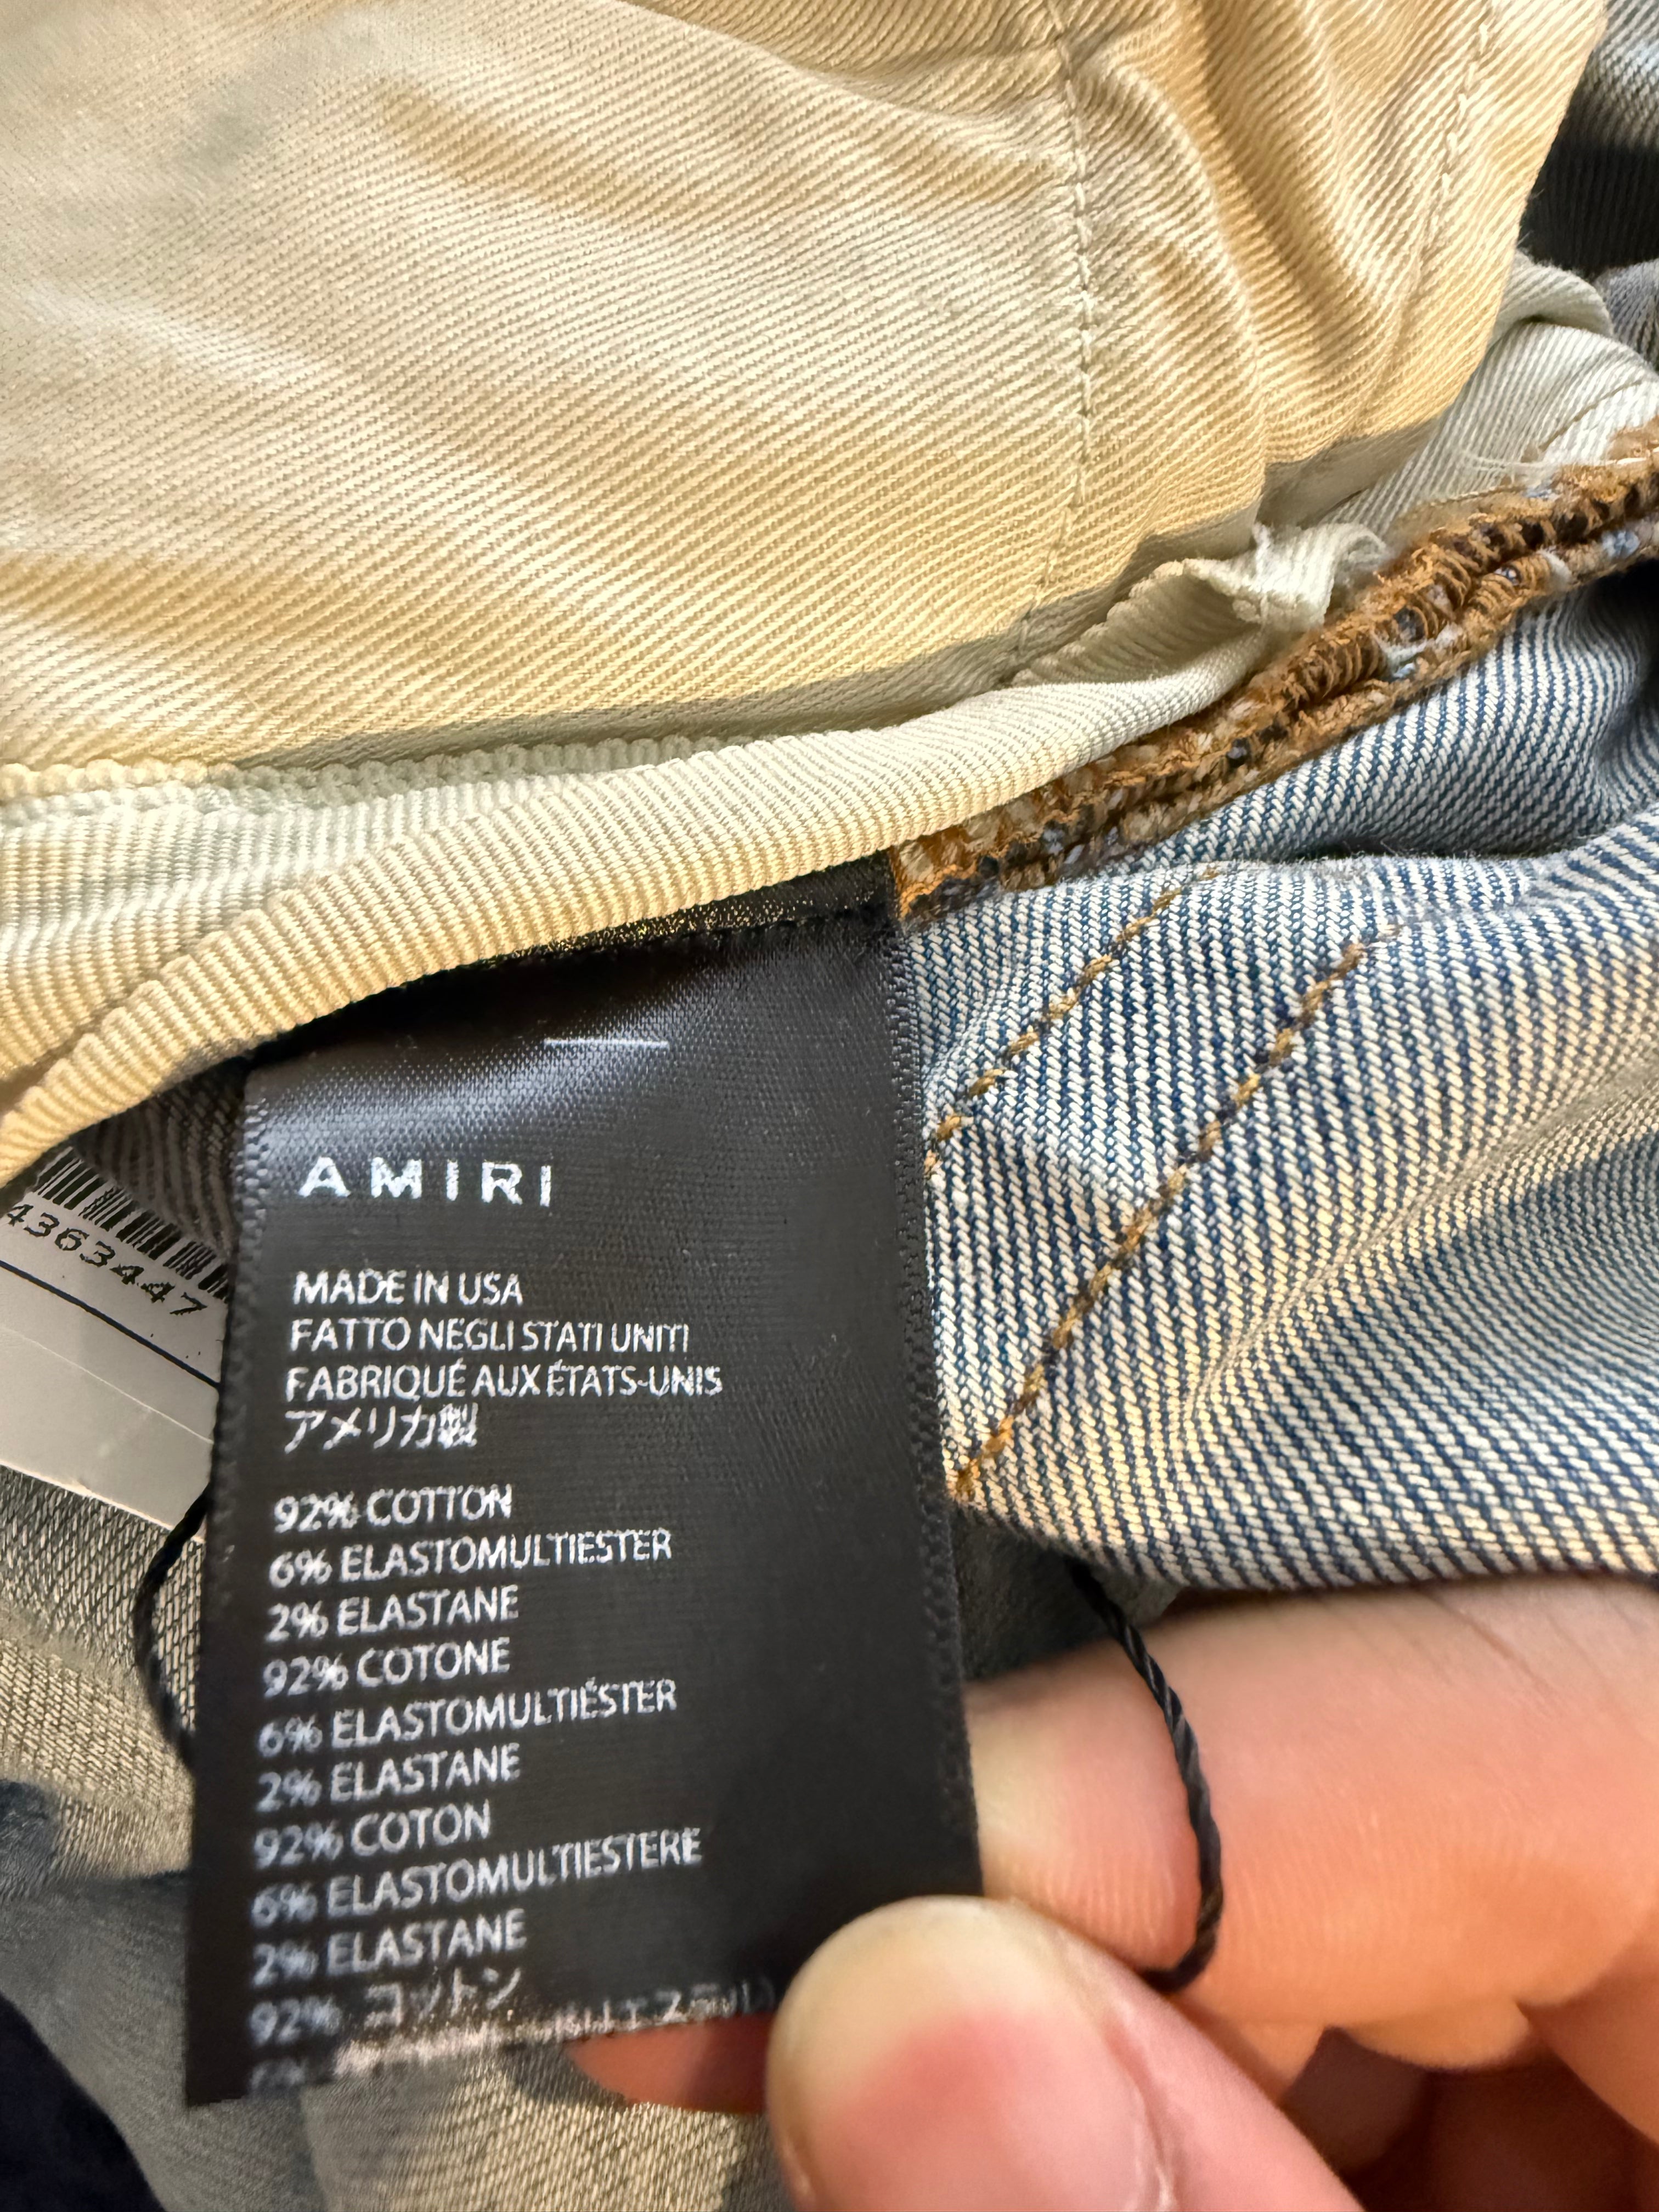 AMIRI
MADE IN USA
FATTO NEGLI STATI UNITI
FABRIQUÉ AUX ÉTATS-UNIS
アメリカ製
92% COTTON
6% ELASTOMULTIESTER
2% ELASTANE
92% COTONE
6% ELASTOMULTIÉSTER
2% ELASTANE
92% COTON
6% ELASTOMULTIESTERE
2% ELASTANE
92% コットン
4363447